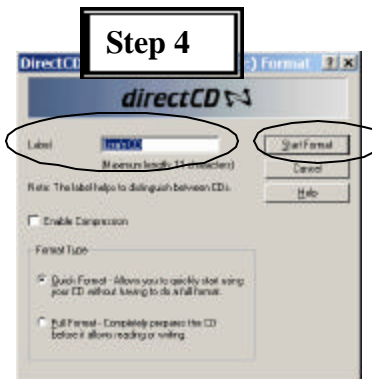 Step 4
DirectCD :) Format
directCD
Label
(Maximum length: 11 characters)
Start Format
Cancel
Note: The label helps to distinguish between CDs.
Help
Enable Compression
Format Type
Quick Format - Allows you to quickly start using
your CD without having to do a full format.
Full Format - Completely prepares the CD
before it allows reading or writing.